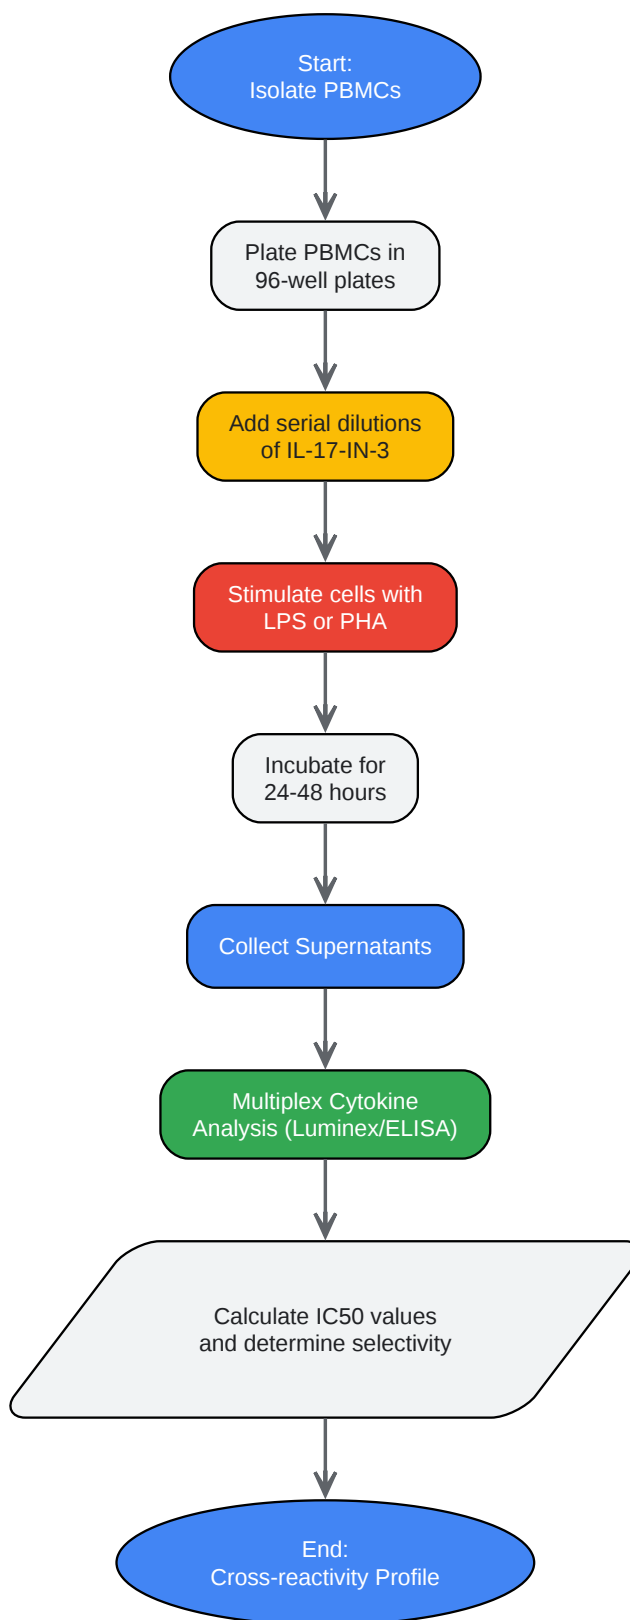 Start:
Isolate PBMCs
Plate PBMCs in
96-well plates
Add serial dilutions
of IL-17-IN-3
Stimulate cells with
LPS or PHA
Incubate for
24-48 hours
Collect Supernatants
Multiplex Cytokine
Analysis (Luminex/ELISA)
Calculate IC50 values
and determine selectivity
End:
Cross-reactivity Profile